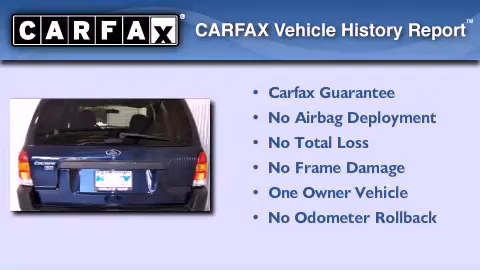 CARFAX®
CARFAX Vehicle History Report™
• Carfax Guarantee
• No Airbag Deployment
• No Total Loss
• No Frame Damage
• One Owner Vehicle
• No Odometer Rollback